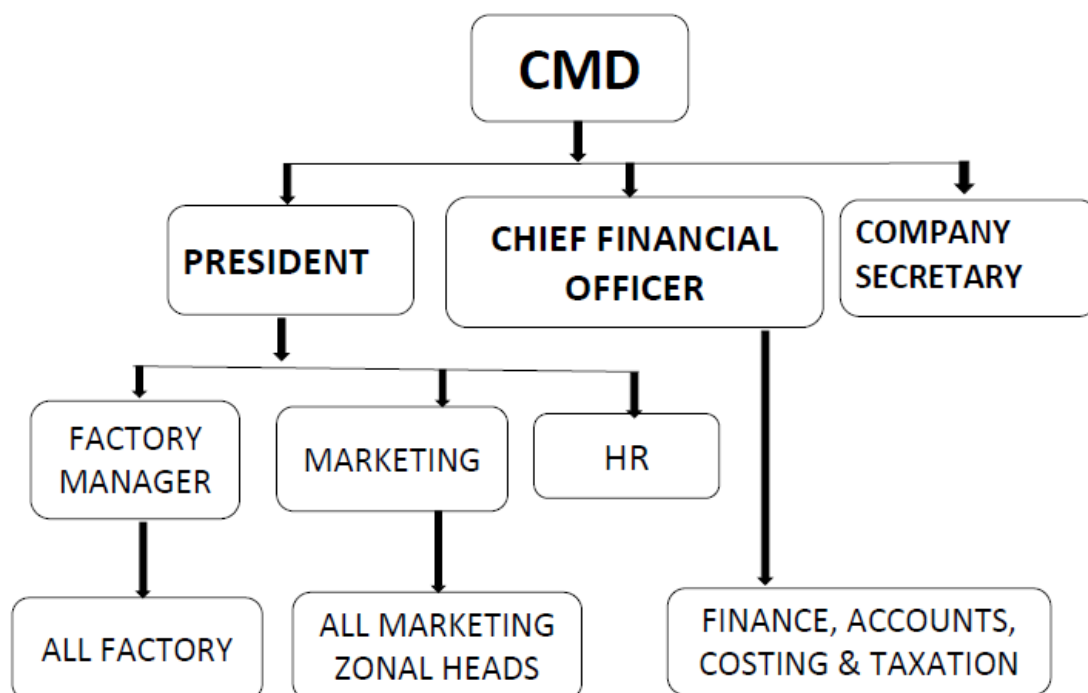 CMD
PRESIDENT
CHIEF FINANCIAL
OFFICER
COMPANY
SECRETARY
FACTORY
MANAGER
MARKETING
HR
ALL FACTORY
ALL MARKETING
ZONAL HEADS
FINANCE, ACCOUNTS,
COSTING & TAXATION